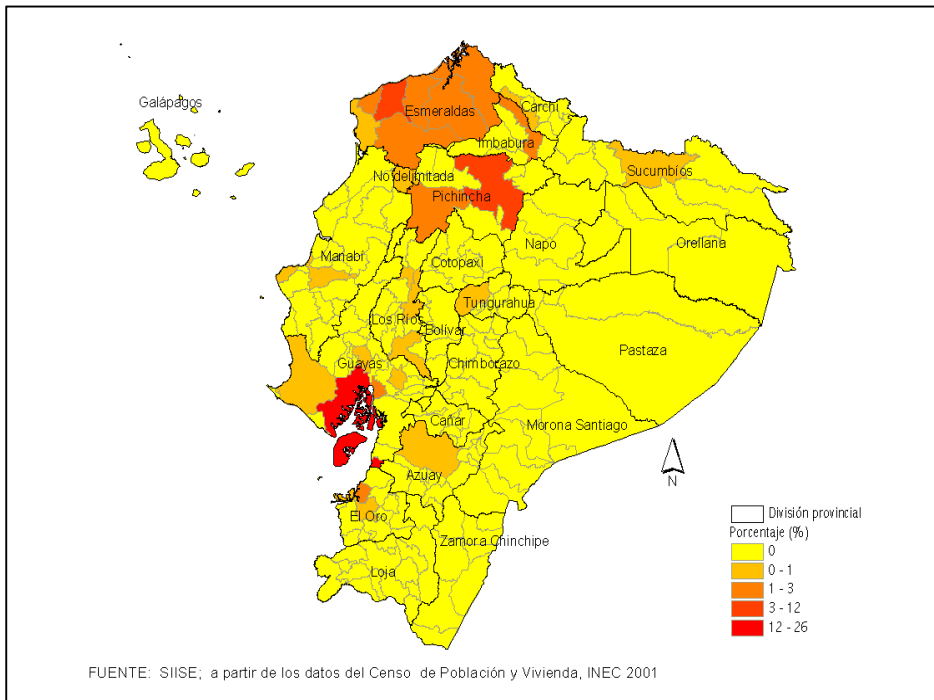 Galápagos
Esmeraldas
Carchi
Imbabura
No delimitada
Sucumbíos
Pichincha
Napo
Orellana
Manabí
Cotopaxi
Tungurahua
Los Ríos
Bolívar
Pastaza
Guayas
Chimborazo
Cañar
Morona Santiago
Azuay
N
El Oro
Zamora Chinchipe
Loja
División provincial
Porcentaje (%)
0
0 - 1
1 - 3
3 - 12
12 - 26
FUENTE: SIISE; a partir de los datos del Censo de Población y Vivienda, INEC 2001